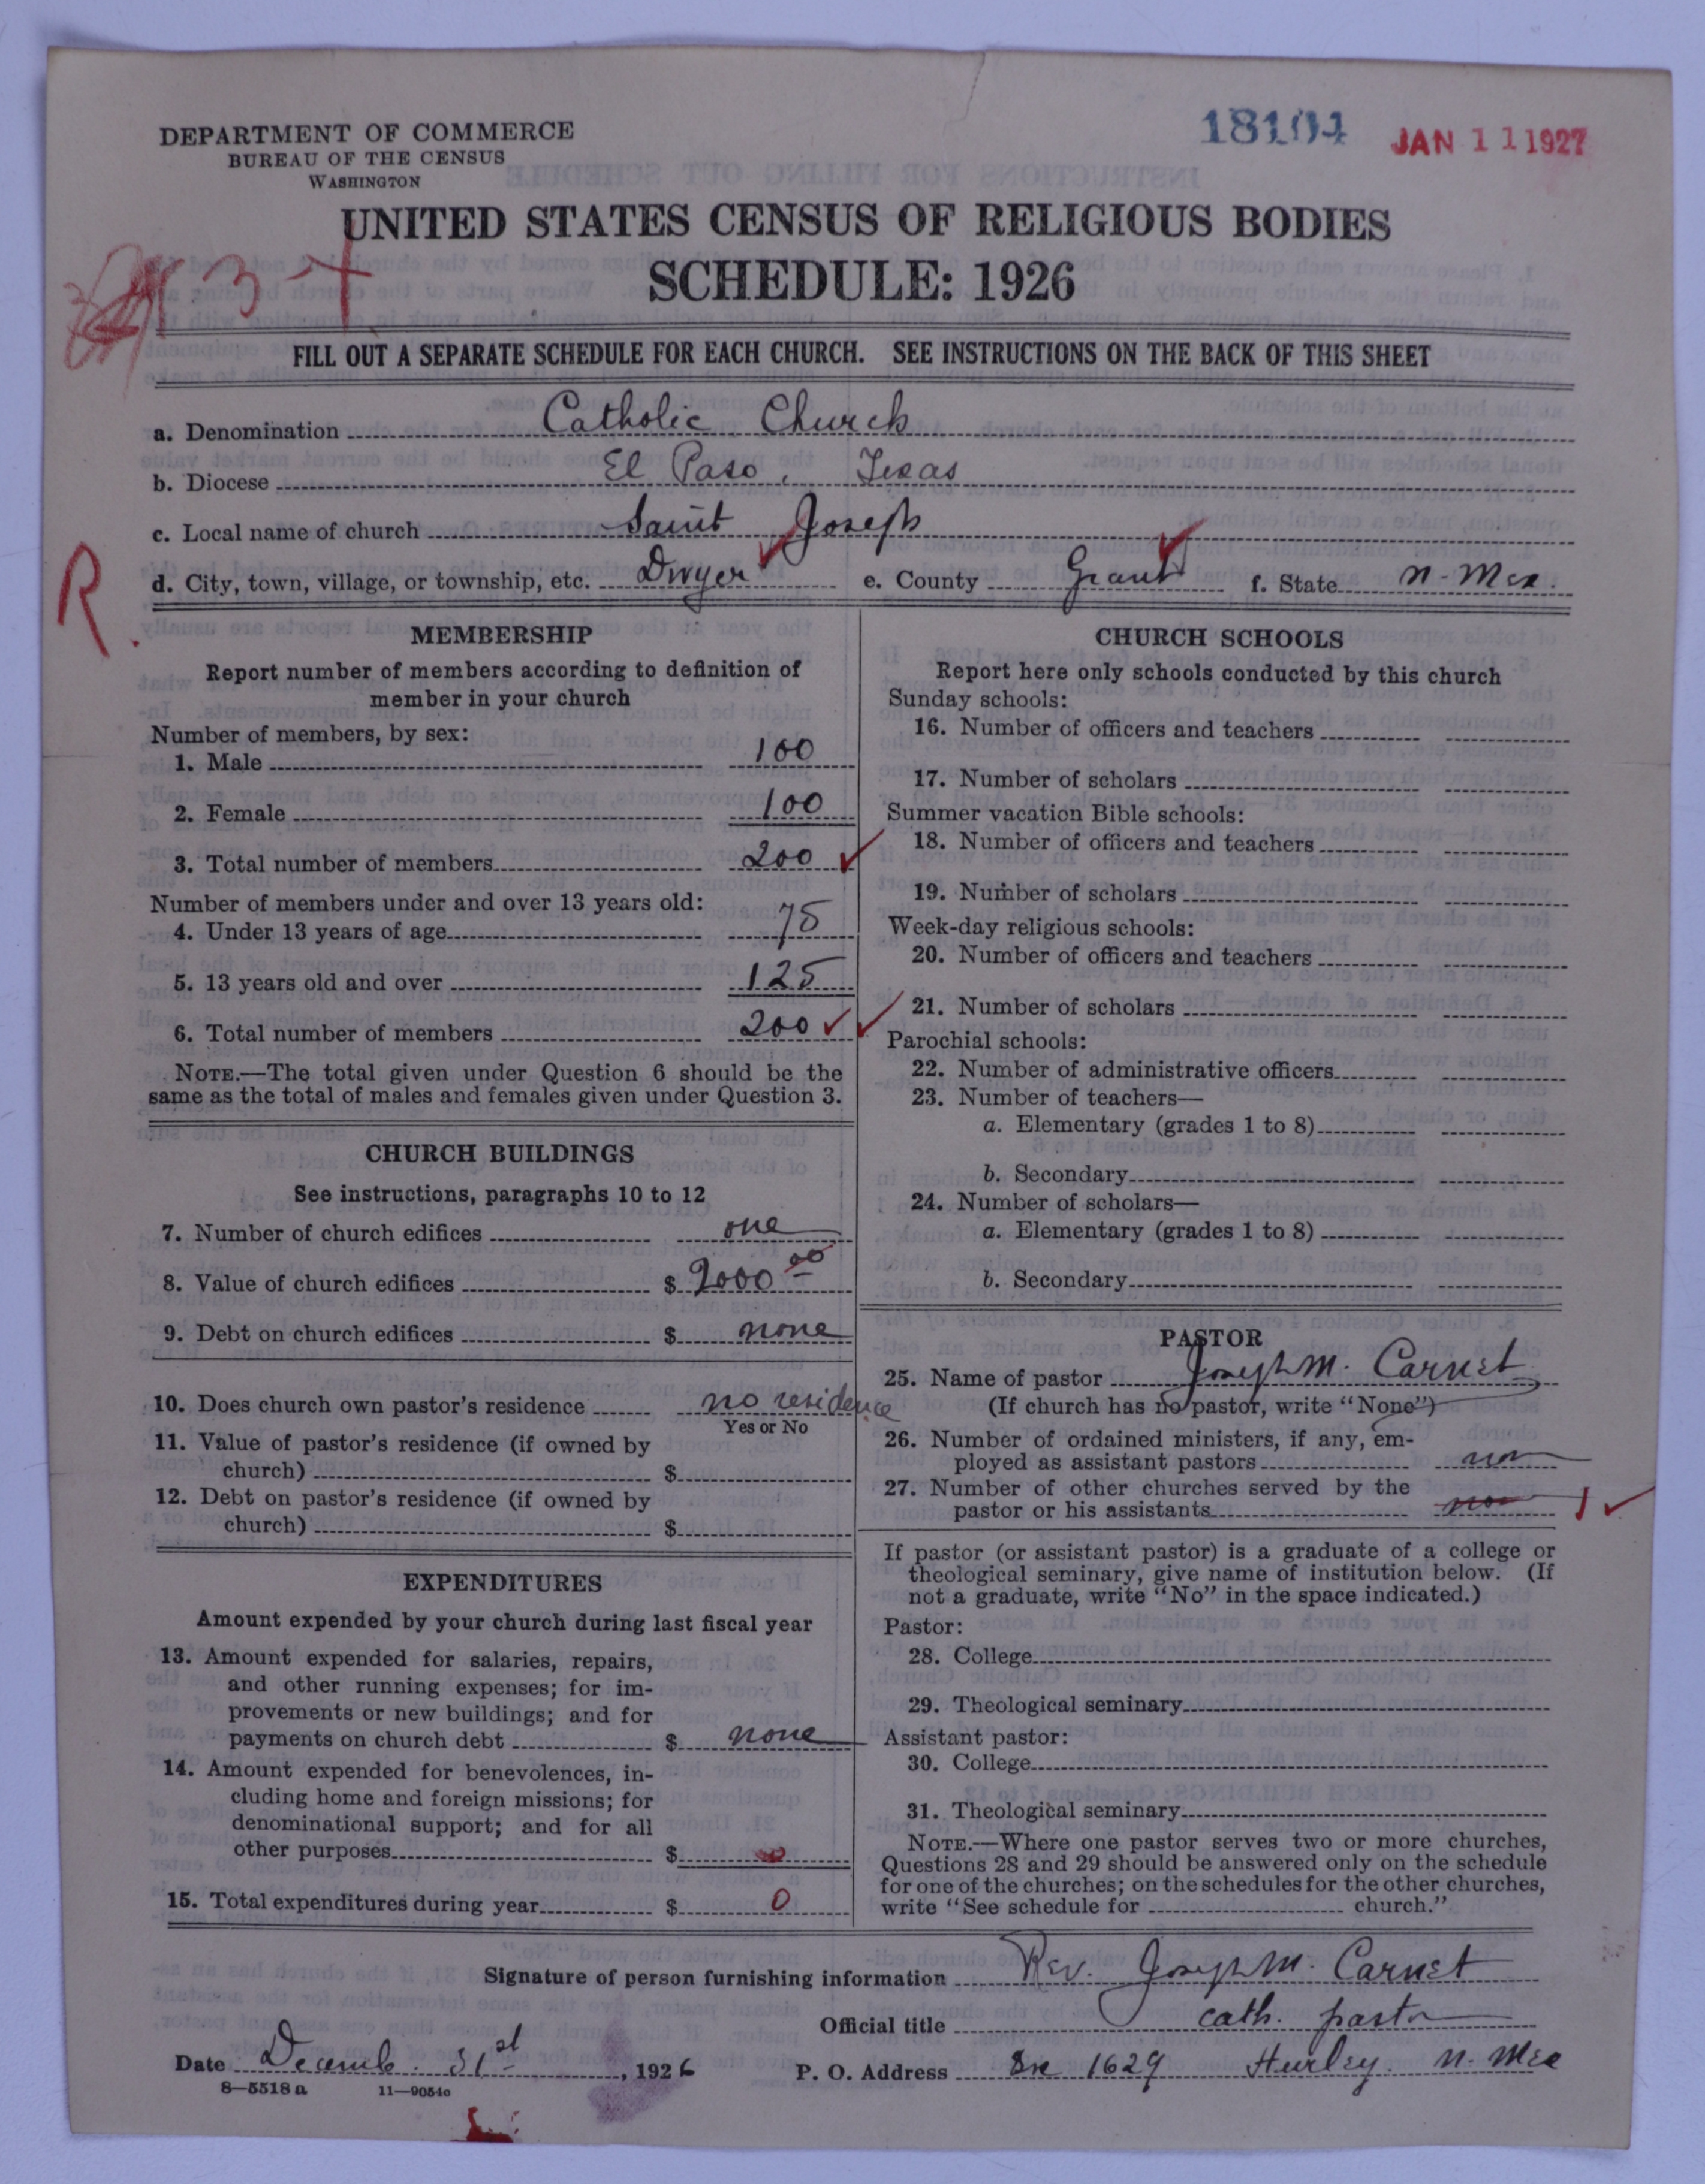 18104 JAN 11 1927
DEPARTMENT OF COMMERCE
BUREAU OF THE CENSUS
WASHINGTON
UNITED STATES CENSUS OF RELIGIOUS BODIES
SCHEDULE: 1926
FILL OUT A SEPARATE SCHEDULE FOR EACH CHURCH. SEE INSTRUCTIONS ON THE BACK OF THIS SHEET
a. Denomination Catholic Church
b. Diocese El Paso, Texas
c. Local name of church Saint Joseph
d. City, town, village, or township, etc. Dwyer e. County Grant f. State N-Mex.
R.
MEMBERSHIP
Report number of members according to definition of
member in your church
Number of members, by sex:
1. Male 100
2. Female 100
3. Total number of members 200
Number of members under and over 13 years old:
4. Under 13 years of age 75
5. 13 years old and over 125
6. Total number of members 200
NOTE.—The total given under Question 6 should be the
same as the total of males and females given under Question 3.
CHURCH BUILDINGS
See instructions, paragraphs 10 to 12
7. Number of church edifices one
8. Value of church edifices $ 2000 00
9. Debt on church edifices $ none
10. Does church own pastor's residence no residence
Yes or No
11. Value of pastor's residence (if owned by
church) $
12. Debt on pastor's residence (if owned by
church) $
EXPENDITURES
Amount expended by your church during last fiscal year
13. Amount expended for salaries, repairs,
and other running expenses; for im-
provements or new buildings; and for
payments on church debt $ none
14. Amount expended for benevolences, in-
cluding home and foreign missions; for
denominational support; and for all
other purposes $
15. Total expenditures during year $ 0
CHURCH SCHOOLS
Report here only schools conducted by this church
Sunday schools:
16. Number of officers and teachers
17. Number of scholars
Summer vacation Bible schools:
18. Number of officers and teachers
19. Number of scholars
Week-day religious schools:
20. Number of officers and teachers
21. Number of scholars
Parochial schools:
22. Number of administrative officers
23. Number of teachers—
a. Elementary (grades 1 to 8)
b. Secondary
24. Number of scholars—
a. Elementary (grades 1 to 8)
b. Secondary
PASTOR
25. Name of pastor Joseph M. Carnet
(If church has no pastor, write "None")
26. Number of ordained ministers, if any, em-
ployed as assistant pastors non
27. Number of other churches served by the
pastor or his assistants non 1
If pastor (or assistant pastor) is a graduate of a college or
theological seminary, give name of institution below. (If
not a graduate, write "No" in the space indicated.)
Pastor:
28. College
29. Theological seminary
Assistant pastor:
30. College
31. Theological seminary
NOTE.—Where one pastor serves two or more churches,
Questions 28 and 29 should be answered only on the schedule
for one of the churches; on the schedules for the other churches,
write "See schedule for church."
Signature of person furnishing information Rev. Joseph M. Carnet
Official title cath. pastor
Date Decemb. 31st, 1926 P. O. Address 1629 Hurley. N. Mex
8—5518 a 11—9054c